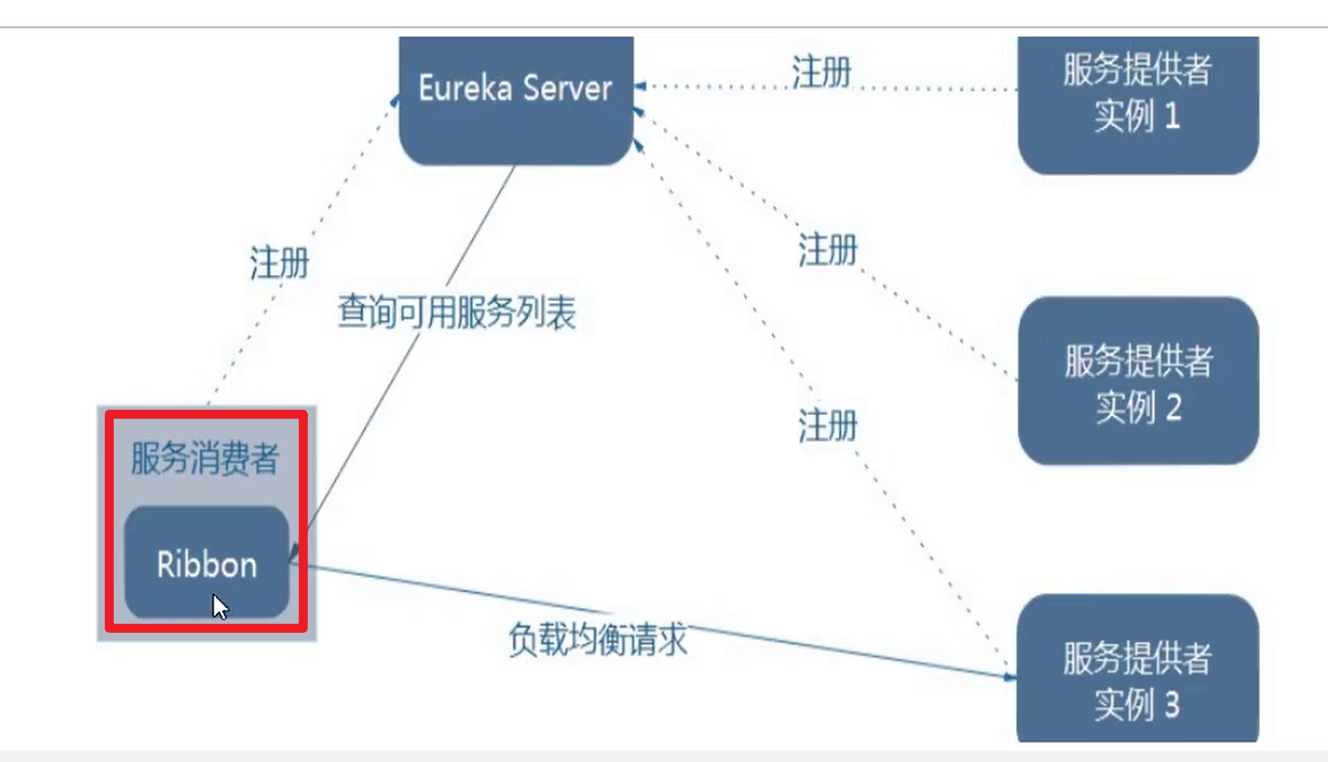 Eureka Server
注册
服务提供者
实例 1
注册
注册
查询可用服务列表
服务提供者
实例 2
注册
服务消费者
Ribbon
负载均衡请求
服务提供者
实例 3